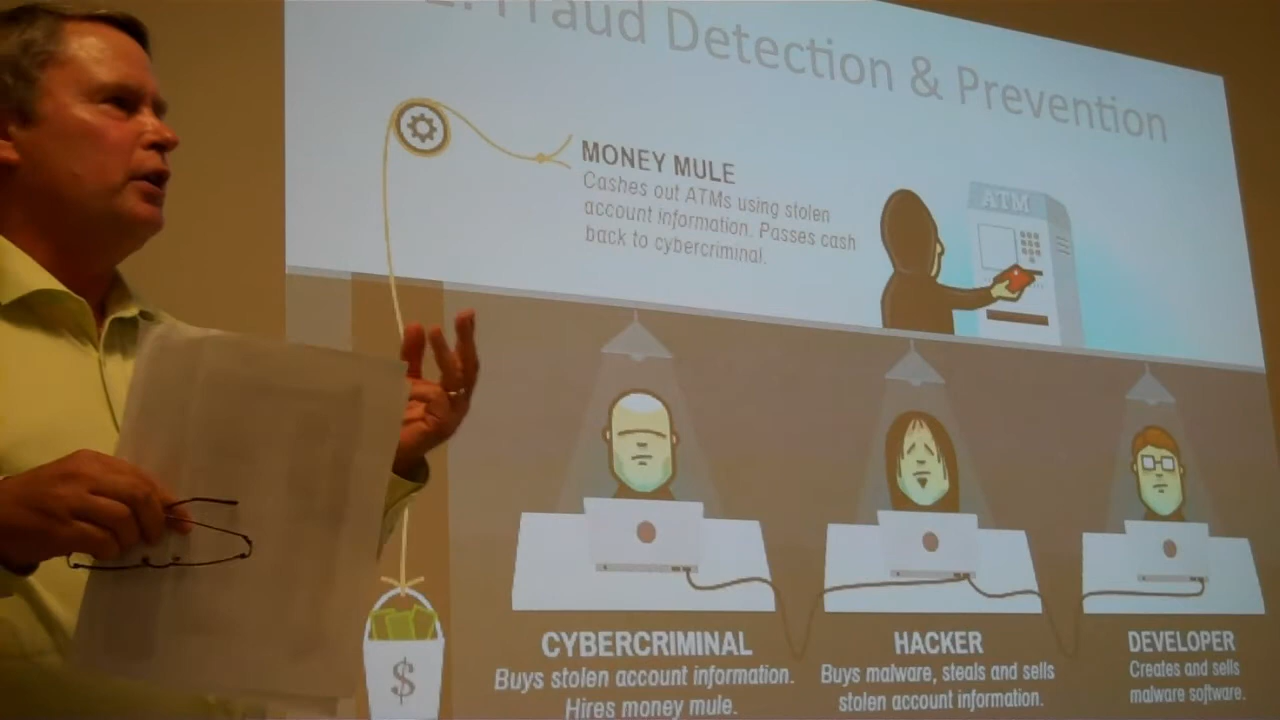 Fraud Detection & Prevention
MONEY MULE
Cashes out ATMs using stolen
account information. Passes cash
back to cybercriminal.
ATM
$
CYBERCRIMINAL
Buys stolen account information.
Hires money mule.
HACKER
Buys malware, steals and sells
stolen account information.
DEVELOPER
Creates and sells
malware software.